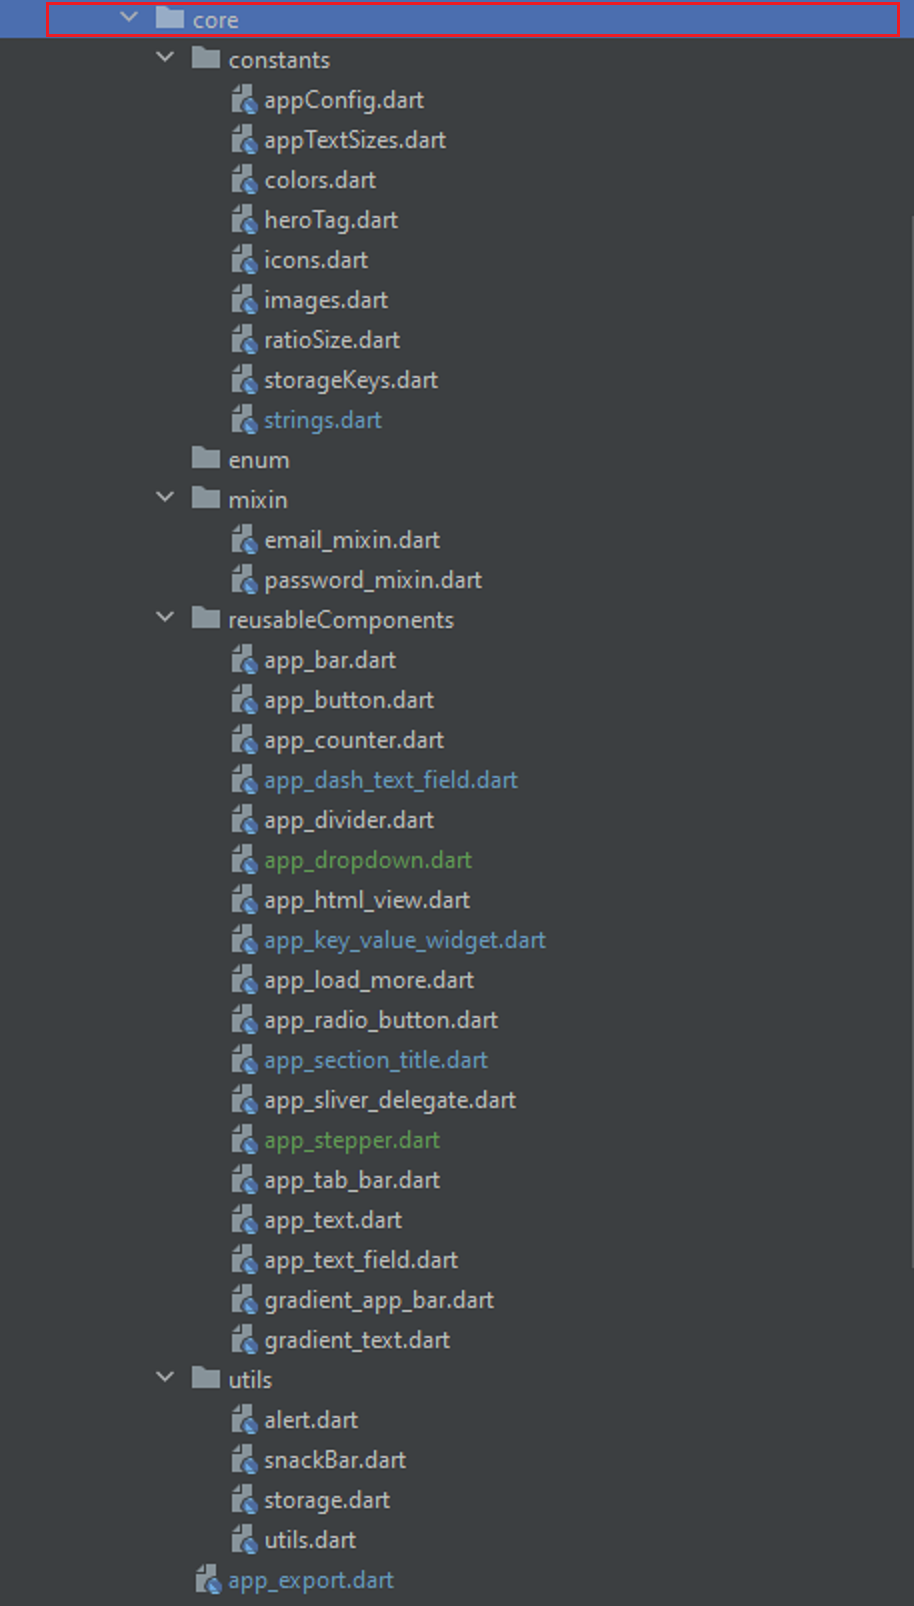 core
constants
appConfig.dart
appTextSizes.dart
colors.dart
heroTag.dart
icons.dart
images.dart
ratioSize.dart
storageKeys.dart
strings.dart
enum
mixin
email_mixin.dart
password_mixin.dart
reusableComponents
app_bar.dart
app_button.dart
app_counter.dart
app_dash_text_field.dart
app_divider.dart
app_dropdown.dart
app_html_view.dart
app_key_value_widget.dart
app_load_more.dart
app_radio_button.dart
app_section_title.dart
app_sliver_delegate.dart
app_stepper.dart
app_tab_bar.dart
app_text.dart
app_text_field.dart
gradient_app_bar.dart
gradient_text.dart
utils
alert.dart
snackBar.dart
storage.dart
utils.dart
app_export.dart